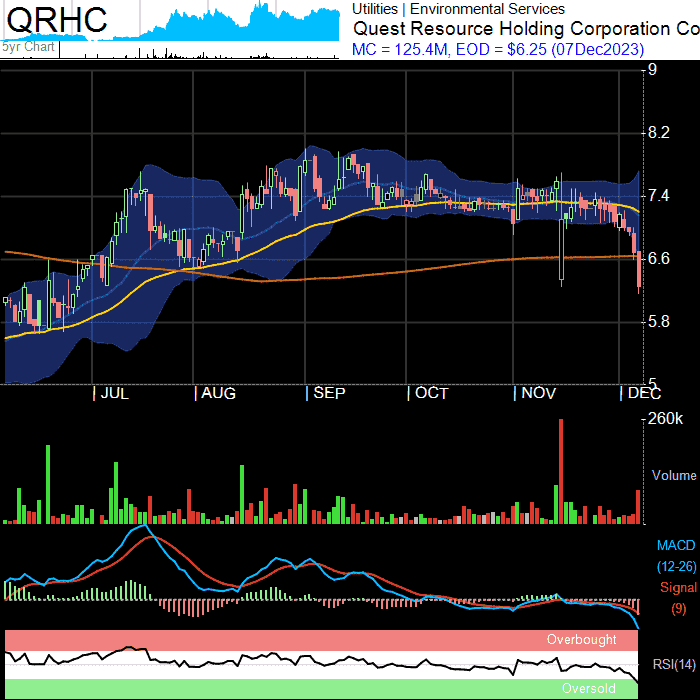 QRHC
5yr Chart
Utilities | Environmental Services
Quest Resource Holding Corporation Co
MC = 125.4M, EOD = $6.25 (07Dec2023)
9
8.2
7.4
6.6
5.8
5
JUL AUG SEP OCT NOV DEC
260k
Volume
MACD
(12-26)
Signal
(9)
Overbought
RSI(14)
Oversold